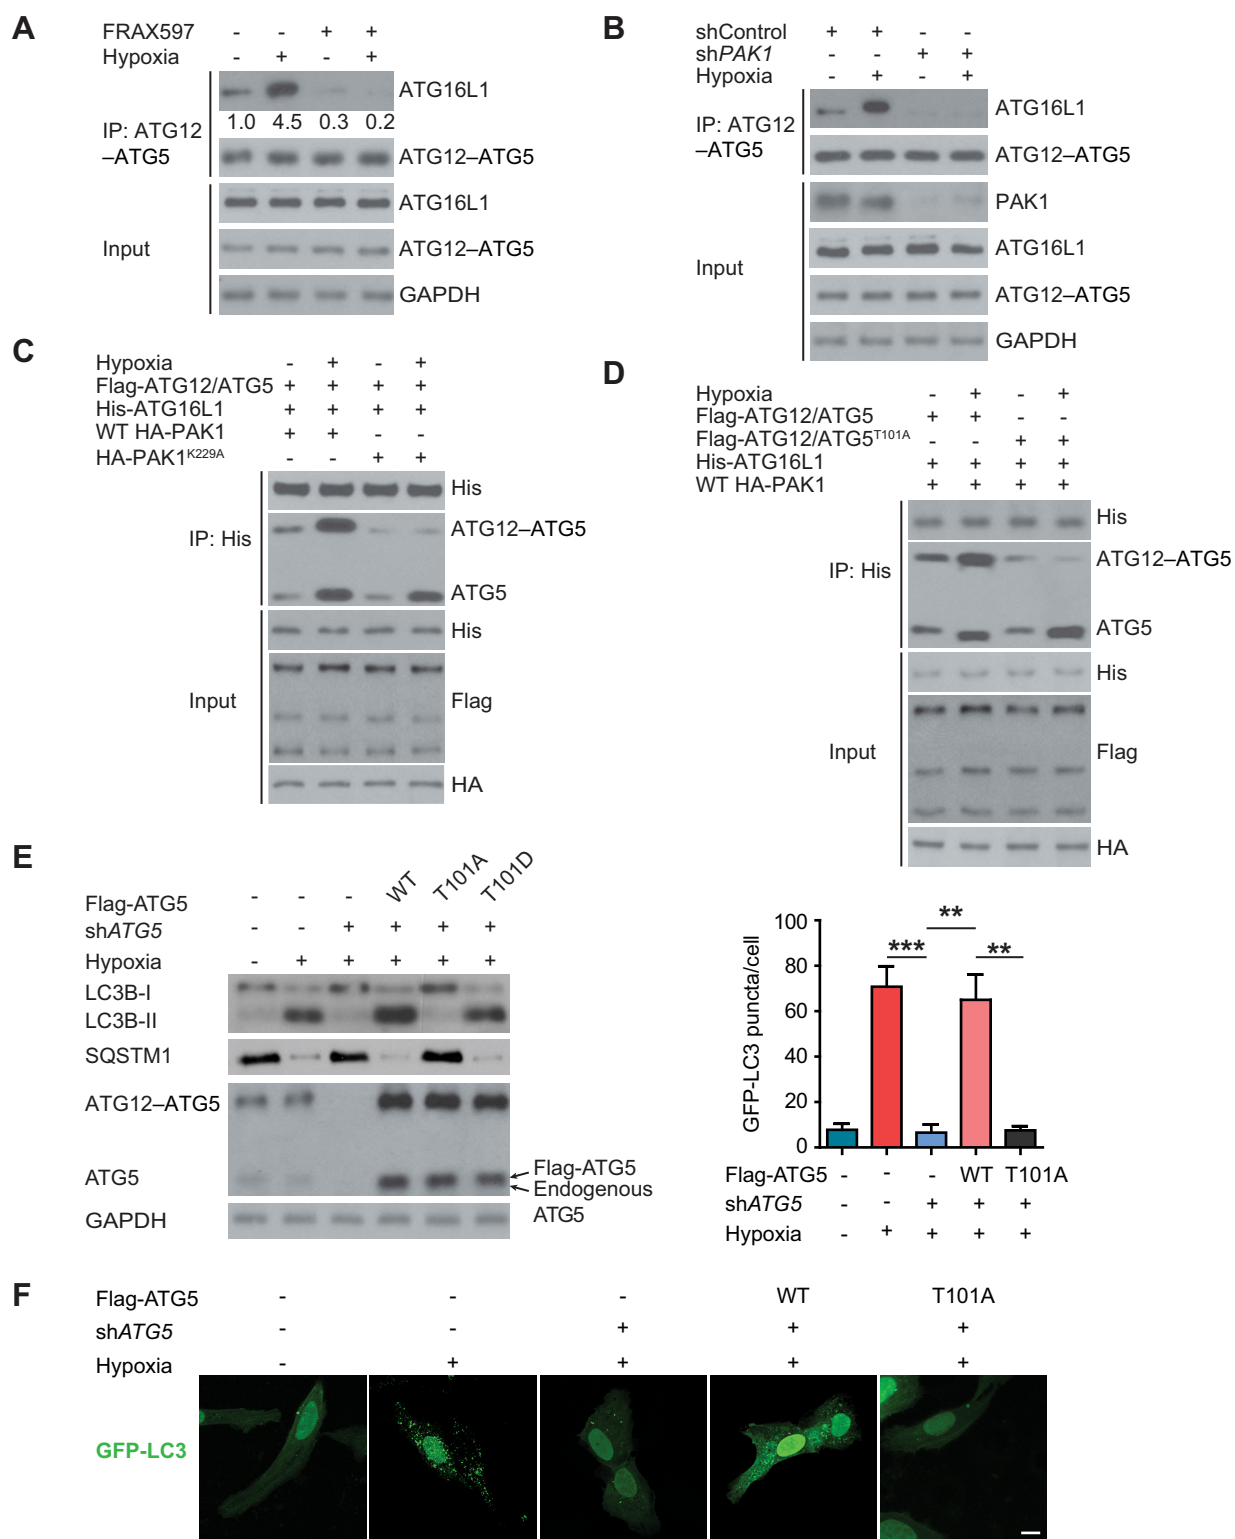 A
FRAX597 - - + +
Hypoxia - + - +
IP: ATG12
–ATG5
ATG16L1
1.0 4.5 0.3 0.2
ATG12–ATG5
Input
ATG16L1
ATG12–ATG5
GAPDH
B
shControl + + - -
shPAK1 - - + +
Hypoxia - + - +
IP: ATG12
–ATG5
ATG16L1
ATG12–ATG5
Input
PAK1
ATG16L1
ATG12–ATG5
GAPDH
C
Hypoxia - + - +
Flag-ATG12/ATG5 + + + +
His-ATG16L1 + + + +
WT HA-PAK1 + + - -
HA-PAK1K229A - - + +
IP: His
His
ATG12–ATG5
ATG5
Input
His
Flag
HA
D
Hypoxia - + - +
Flag-ATG12/ATG5 + + - -
Flag-ATG12/ATG5T101A - - + +
His-ATG16L1 + + + +
WT HA-PAK1 + + + +
IP: His
His
ATG12–ATG5
ATG5
Input
His
Flag
HA
E
Flag-ATG5 - - - WT T101A T101D
shATG5 - - + + + +
Hypoxia - + + + + +
LC3B-I
LC3B-II
SQSTM1
ATG12–ATG5
ATG5
Flag-ATG5
Endogenous
ATG5
GAPDH
GFP-LC3 puncta/cell
100
80
60
40
20
0
***
**
**
Flag-ATG5 - - - WT T101A
shATG5 - - + + +
Hypoxia - + + + +
F
Flag-ATG5 - - - WT T101A
shATG5 - - + + +
Hypoxia - + + + +
GFP-LC3